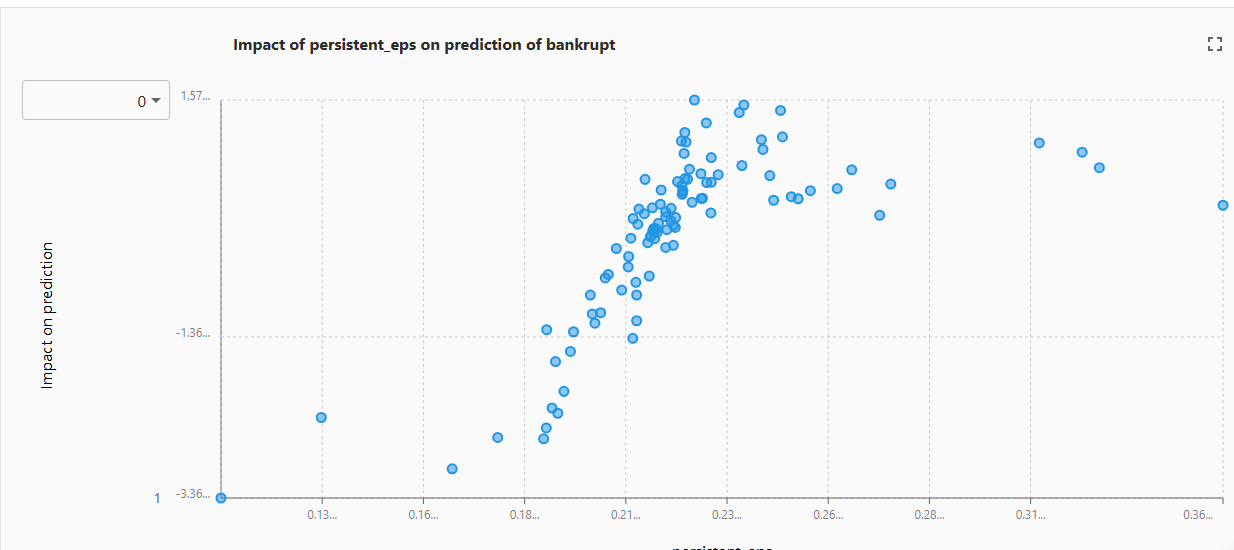 Impact of persistent_eps on prediction of bankrupt
0
1.57...
Impact on prediction
-1.36...
1
-3.36...
0.13... 0.16... 0.18... 0.21... 0.23... 0.26... 0.28... 0.31... 0.36...
persistent_eps